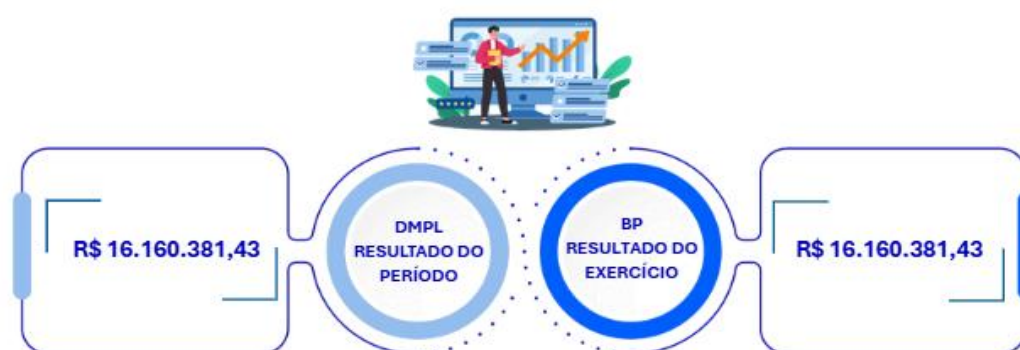 R$ 16.160.381,43
DMPL
RESULTADO DO
PERÍODO
BP
RESULTADO DO
EXERCÍCIO
R$ 16.160.381,43